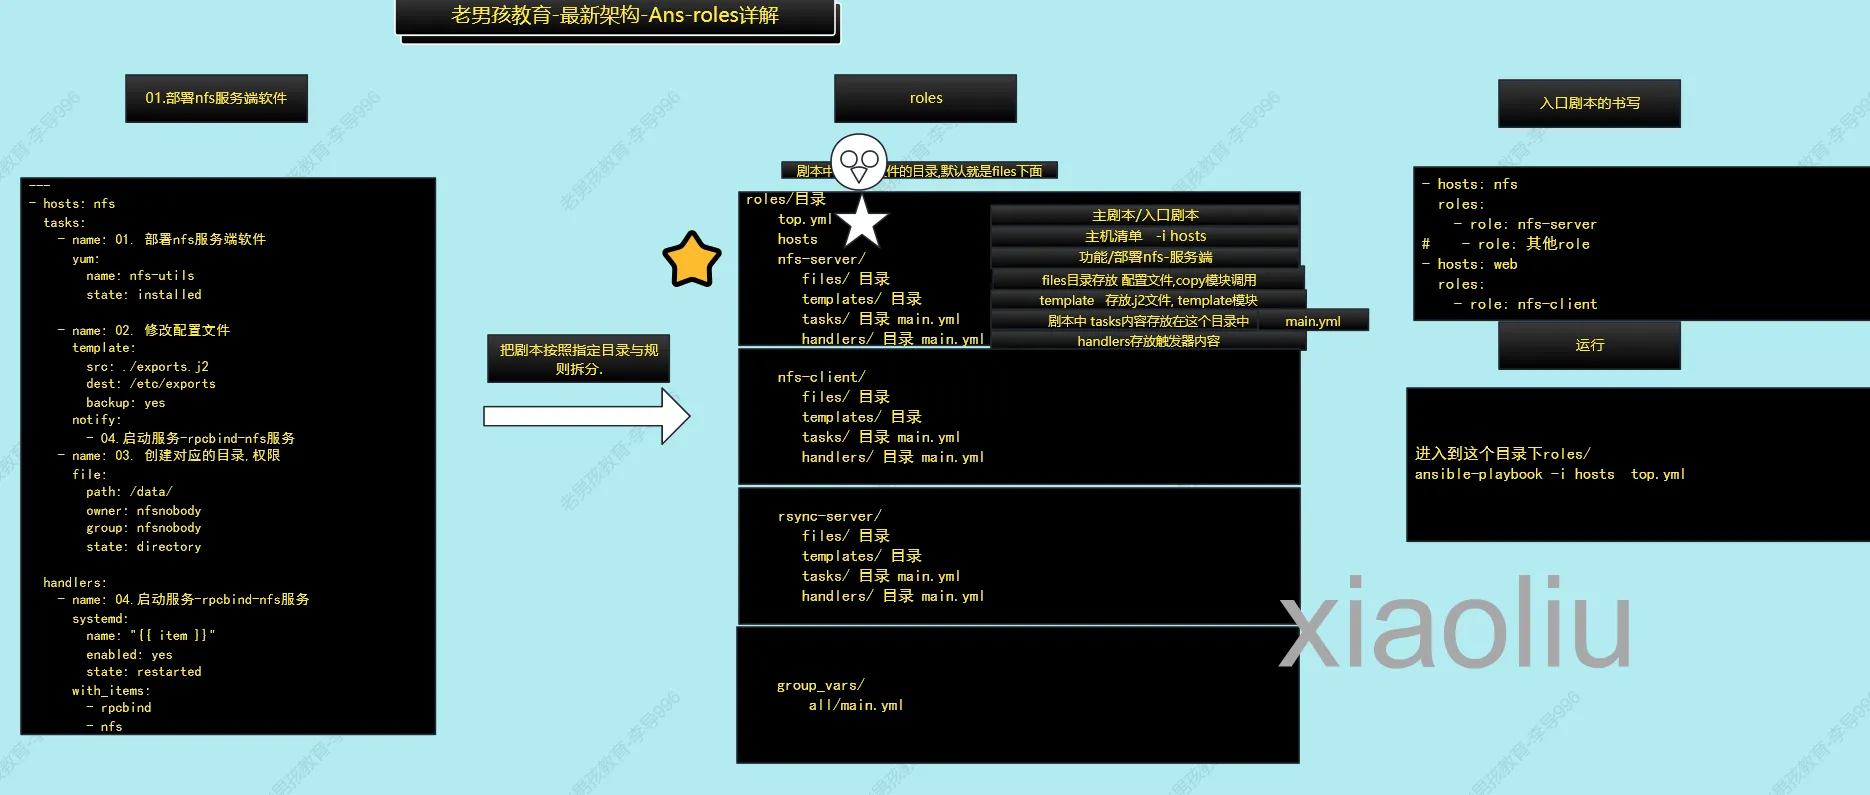 老男孩教育-最新架构-Ans-roles详解
01.部署nfs服务端软件
---
- hosts: nfs
  tasks:
    - name: 01. 部署nfs服务端软件
      yum:
        name: nfs-utils
        state: installed
    - name: 02. 修改配置文件
      template:
        src: ./exports.j2
        dest: /etc/exports
        backup: yes
      notify:
        - 04.启动服务-rpcbind-nfs服务
    - name: 03. 创建对应的目录,权限
      file:
        path: /data/
        owner: nfsnobody
        group: nfsnobody
        state: directory
  handlers:
    - name: 04.启动服务-rpcbind-nfs服务
      systemd:
        name: "{{ item }}"
        enabled: yes
        state: restarted
      with_items:
        - rpcbind
        - nfs
把剧本按照指定目录与规
则拆分.
roles
剧本中 件的目录,默认就是files下面
roles/目录
    top.yml 主剧本/入口剧本
    hosts 主机清单 -i hosts
    nfs-server/ 功能/部署nfs-服务端
       files/ 目录 files目录存放 配置文件,copy模块调用
       templates/ 目录 template 存放.j2文件, template模块
       tasks/ 目录 main.yml 剧本中 tasks内容存放在这个目录中 main.yml
       handlers/ 目录 main.yml handlers存放触发器内容
    nfs-client/
       files/ 目录
       templates/ 目录
       tasks/ 目录 main.yml
       handlers/ 目录 main.yml
    rsync-server/
       files/ 目录
       templates/ 目录
       tasks/ 目录 main.yml
       handlers/ 目录 main.yml
    group_vars/
        all/main.yml
入口剧本的书写
- hosts: nfs
  roles:
    - role: nfs-server
#    - role: 其他role
- hosts: web
  roles:
    - role: nfs-client
运行
进入到这个目录下roles/
ansible-playbook -i hosts  top.yml
xiaoliu
老男孩教育-李导996